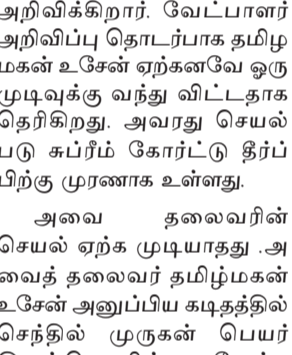 அறிவிக்கிறார். வேட்பாளர்
அறிவிப்பு தொடர்பாக தமிழ
மகன் உசேன் ஏற்கனவே ஒரு
முடிவுக்கு வந்து விட்டதாக
தெரிகிறது. அவரது செயல்
படு சுப்ரீம் கோர்ட்டு தீர்ப்
பிற்கு முரணாக உள்ளது.
அவை தலைவரின்
செயல் ஏற்க முடியாதது .அ
வைத் தலைவர் தமிழ்மகன்
உசேன் அனுப்பிய கடிதத்தில்
செந்தில் முருகன் பெயர்